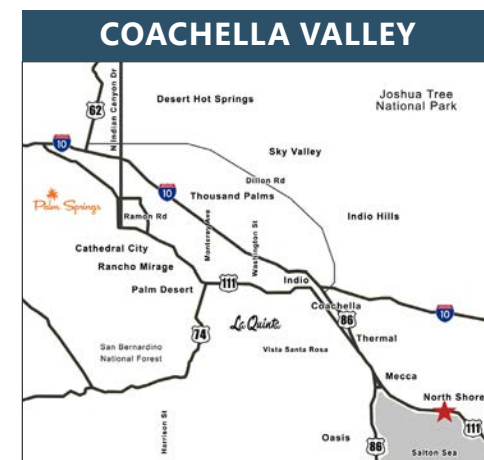 COACHELLA VALLEY
N Indian Canyon Dr
62
Desert Hot Springs
Joshua Tree
National Park
10
Sky Valley
Dillon Rd
10
Thousand Palms
Palm Springs
Ramon Rd
Monterey Ave
Washington St
Indio Hills
Cathedral City
Rancho Mirage
Palm Desert
111
Indio
Coachella
10
74
La Quinta
86
San Bernardino
National Forest
Vista Santa Rosa
Thermal
Mecca
North Shore
Harrison St
Oasis
86
111
Salton Sea